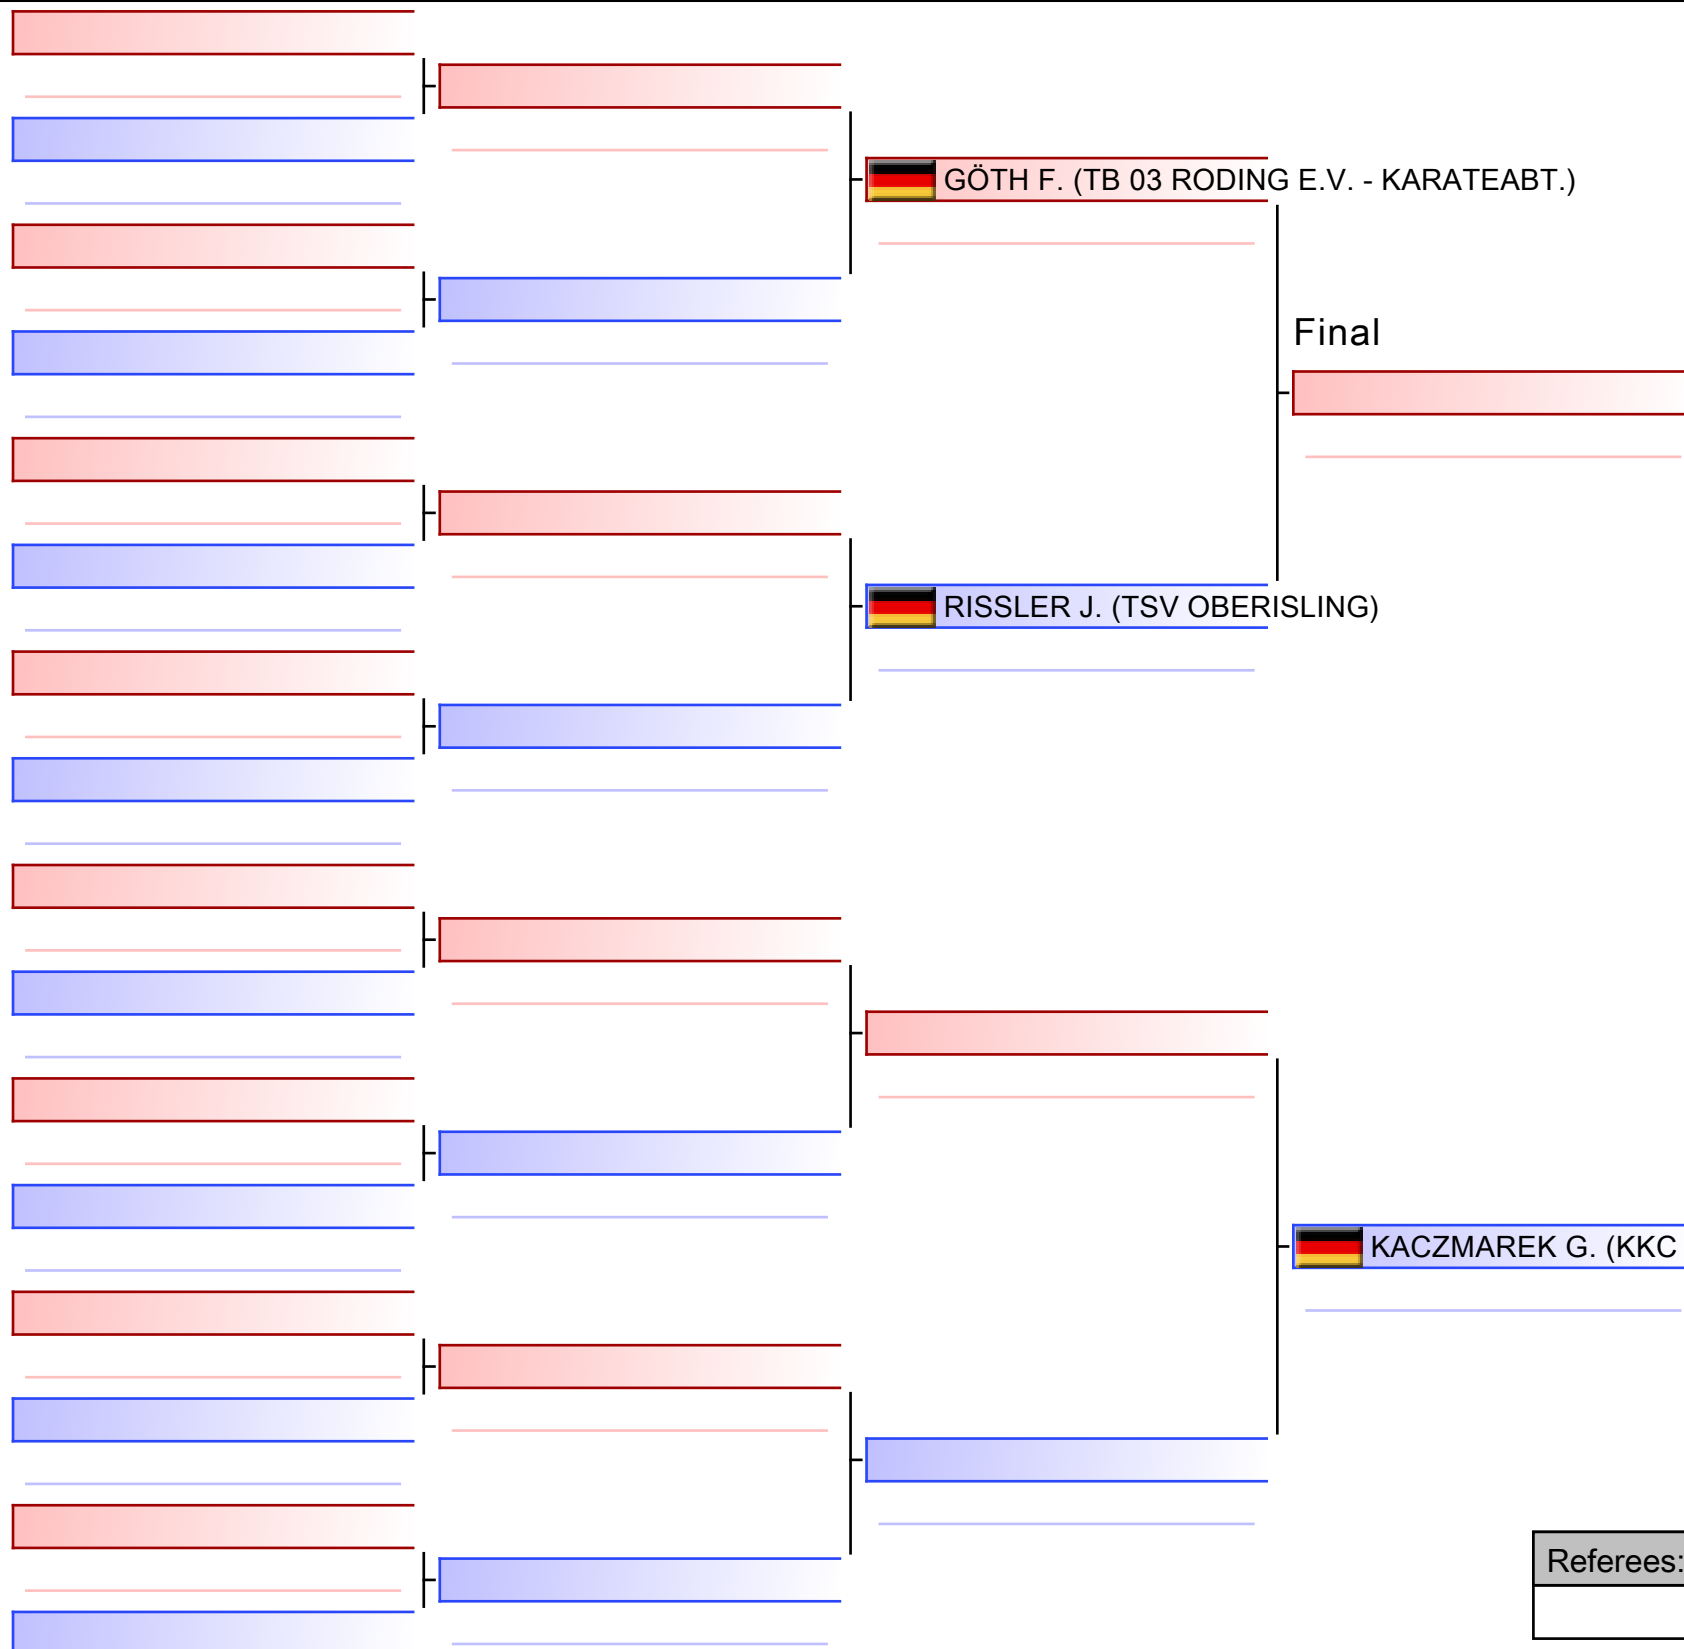 GÖTH F. (TB 03 RODING E.V. - KARATEABT.)
Final
RISSLER J. (TSV OBERISLING)
KACZMAREK G. (KKC
Referees: